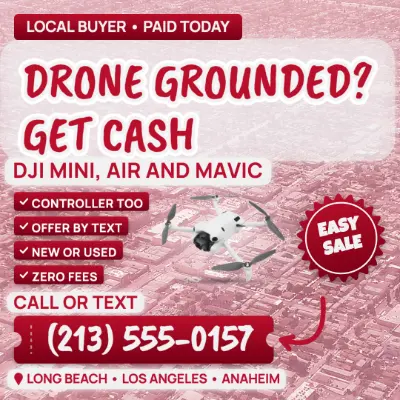 LOCAL BUYER • PAID TODAY
DRONE GROUNDED?
GET CASH
DJI MINI, AIR AND MAVIC
✓ CONTROLLER TOO
✓ OFFER BY TEXT
✓ NEW OR USED
✓ ZERO FEES
EASY
SALE
CALL OR TEXT
(213) 555-0157
LONG BEACH • LOS ANGELES • ANAHEIM